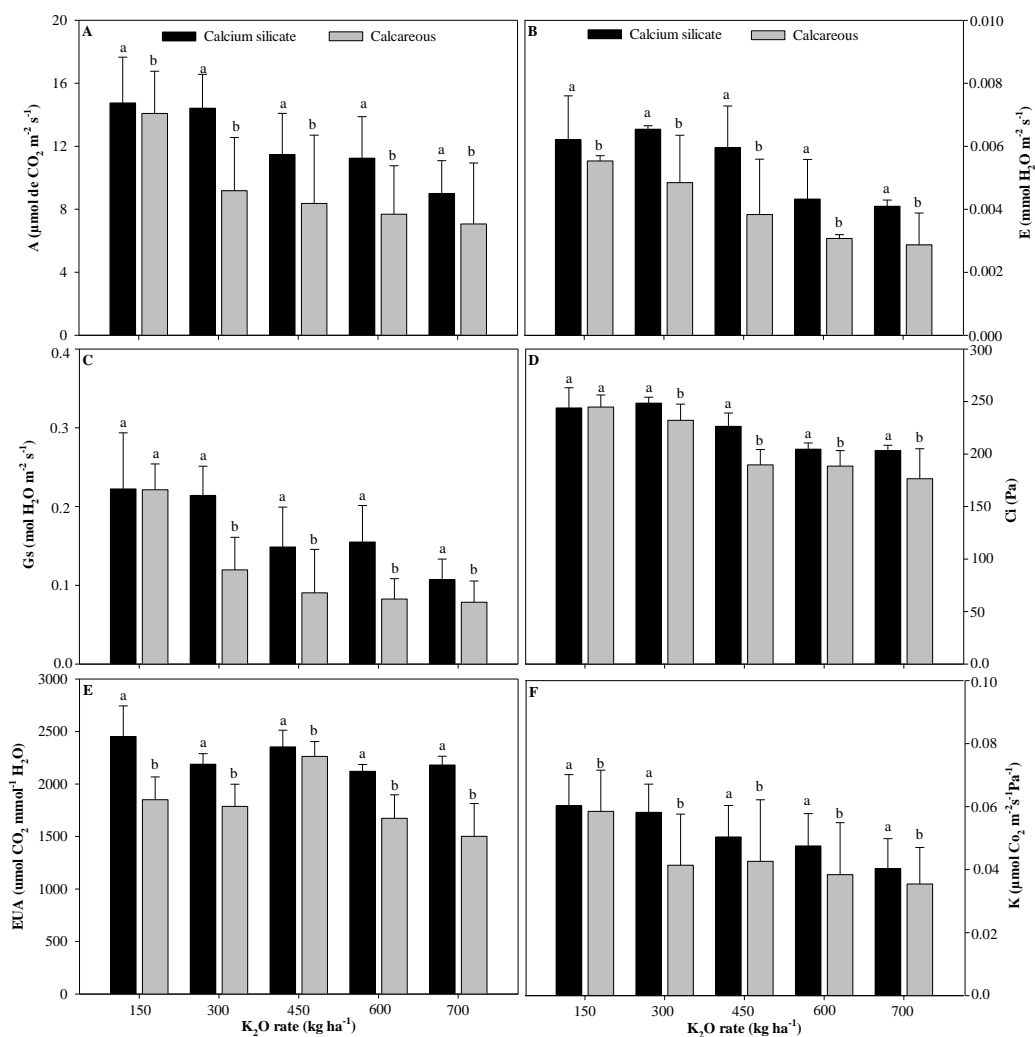 A
Calcium silicate
Calcareous
a b a b a b a b a b
20
16
12
8
4
0
A (µmol de CO₂ m⁻² s⁻¹)
B
Calcium silicate
Calcareous
a b a b a b a b a b
0.010
0.008
0.006
0.004
0.002
0.000
E (mmol H₂O m⁻² s⁻¹)
C
a a a b a b a b a b
0.4
0.3
0.2
0.1
0.0
Gs (mol H₂O m⁻² s⁻¹)
D
a a a b a b a b a b
300
250
200
150
100
50
0.0
Ci (Pa)
E
a b a b a b a b a b
3000
2500
2000
1500
1000
500
0
EUA (umol CO₂ mmol⁻¹ H₂O)
150 300 450 600 700
K₂O rate (kg ha⁻¹)
F
a b a b a b a b a b
0.10
0.08
0.06
0.04
0.02
0.0
K (µmol Co₂ m⁻²s⁻¹Pa⁻¹)
150 300 450 600 700
K₂O rate (kg ha⁻¹)